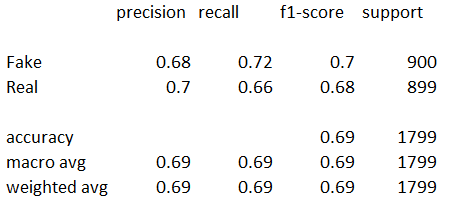 precision recall f1-score support
Fake 0.68 0.72 0.7 900
Real 0.7 0.66 0.68 899
accuracy 0.69 1799
macro avg 0.69 0.69 0.69 1799
weighted avg 0.69 0.69 0.69 1799